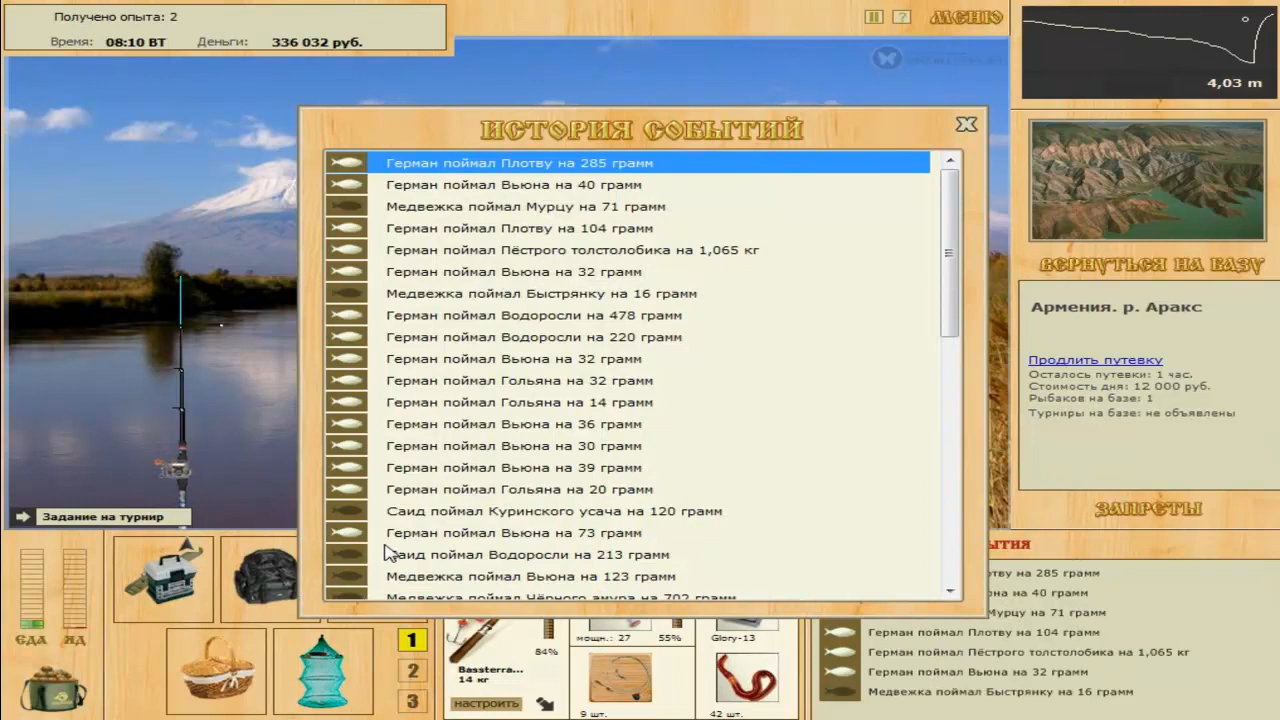 Получено опыта: 2
Время: 08:10 ВТ Деньги: 336 032 руб.
МЕНЮ
4,03 m
ИСТОРИЯ СОБЫТИЙ
Герман поймал Плотву на 285 грамм
Герман поймал Вьюна на 40 грамм
Медвежка поймал Мурцу на 71 грамм
Герман поймал Плотву на 104 грамм
Герман поймал Пёстрого толстолобика на 1,065 кг
Герман поймал Вьюна на 32 грамм
Медвежка поймал Быстрянку на 16 грамм
Герман поймал Водоросли на 478 грамм
Герман поймал Водоросли на 220 грамм
Герман поймал Вьюна на 32 грамм
Герман поймал Гольяна на 32 грамм
Герман поймал Гольяна на 14 грамм
Герман поймал Вьюна на 36 грамм
Герман поймал Вьюна на 30 грамм
Герман поймал Вьюна на 39 грамм
Герман поймал Гольяна на 20 грамм
Саид поймал Куринского усача на 120 грамм
Герман поймал Вьюна на 73 грамм
Саид поймал Водоросли на 213 грамм
Медвежка поймал Вьюна на 123 грамм
Медвежка поймал Чёрного амура на 702 грамм
ВЕРНУТЬСЯ НА БАЗУ
Армения. р. Аракс
Продлить путевку
Осталось путевки: 1 час.
Стоимость дня: 12 000 руб.
Рыбаков на базе: 1
Турниры на базе: не объявлены
ЗАПРЕТЫ
Задание на турнир
ЕДА
ЯД
1
2
3
84%
Bassterra...
14 кг
настроить
мощн.: 27 55%
Glory-13
9 шт.
42 шт.
ытия
отву на 285 грамм
на 40 грамм
Мурцу на 71 грамм
Герман поймал Плотву на 104 грамм
Герман поймал Пёстрого толстолобика на 1,065 кг
Герман поймал Вьюна на 32 грамм
Медвежка поймал Быстрянку на 16 грамм